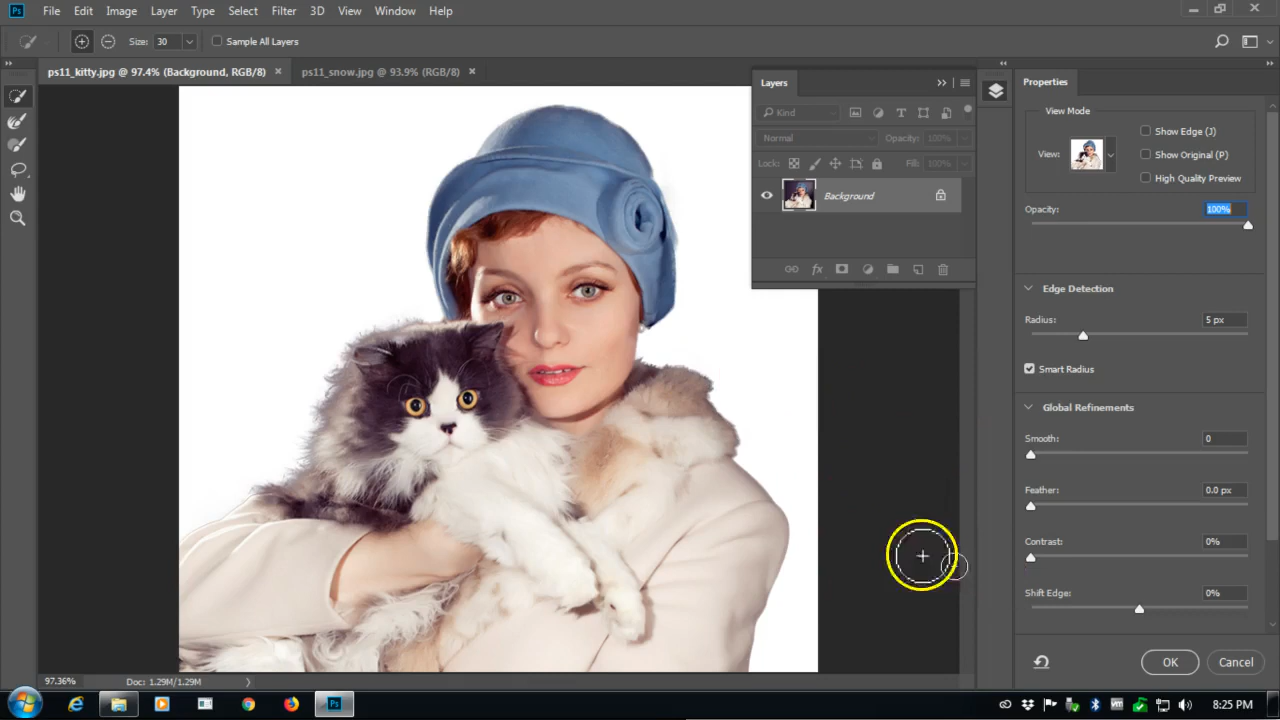 Ps File Edit Image Layer Type Select Filter 3D View Window Help
Size: 30 Sample All Layers
ps11_kitty.jpg @ 97.4% (Background, RGB/8) × ps11_snow.jpg @ 93.9% (RGB/8) ×
Layers
Kind
Normal Opacity: 100%
Lock: Fill: 100%
Background
fx
Properties
View Mode
Show Edge (J)
View: Show Original (P)
High Quality Preview
Opacity: 100%
Edge Detection
Radius: 5 px
Smart Radius
Global Refinements
Smooth: 0
Feather: 0.0 px
Contrast: 0%
Shift Edge: 0%
OK Cancel
97.36% Doc: 1.29M/1.29M
Ps 8:25 PM